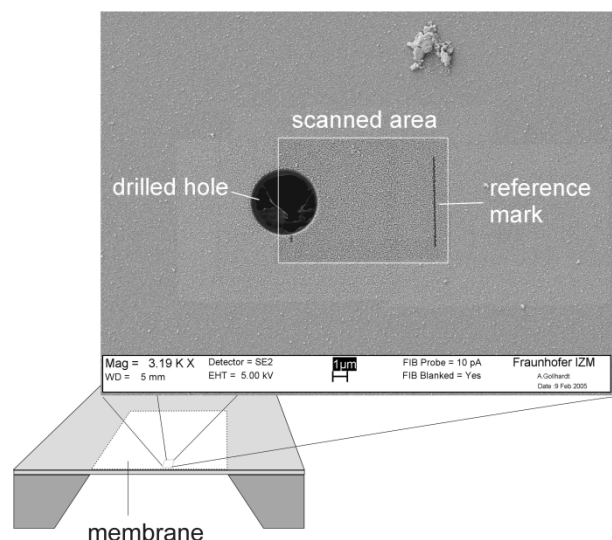 scanned area
drilled hole
reference
mark
Mag = 3.19 K X
WD = 5 mm
Detector = SE2
EHT = 5.00 kV
1µm
FIB Probe = 10 pA
FIB Blanked = Yes
Fraunhofer IZM
A.Gollhardt
Date :9 Feb 2005
membrane